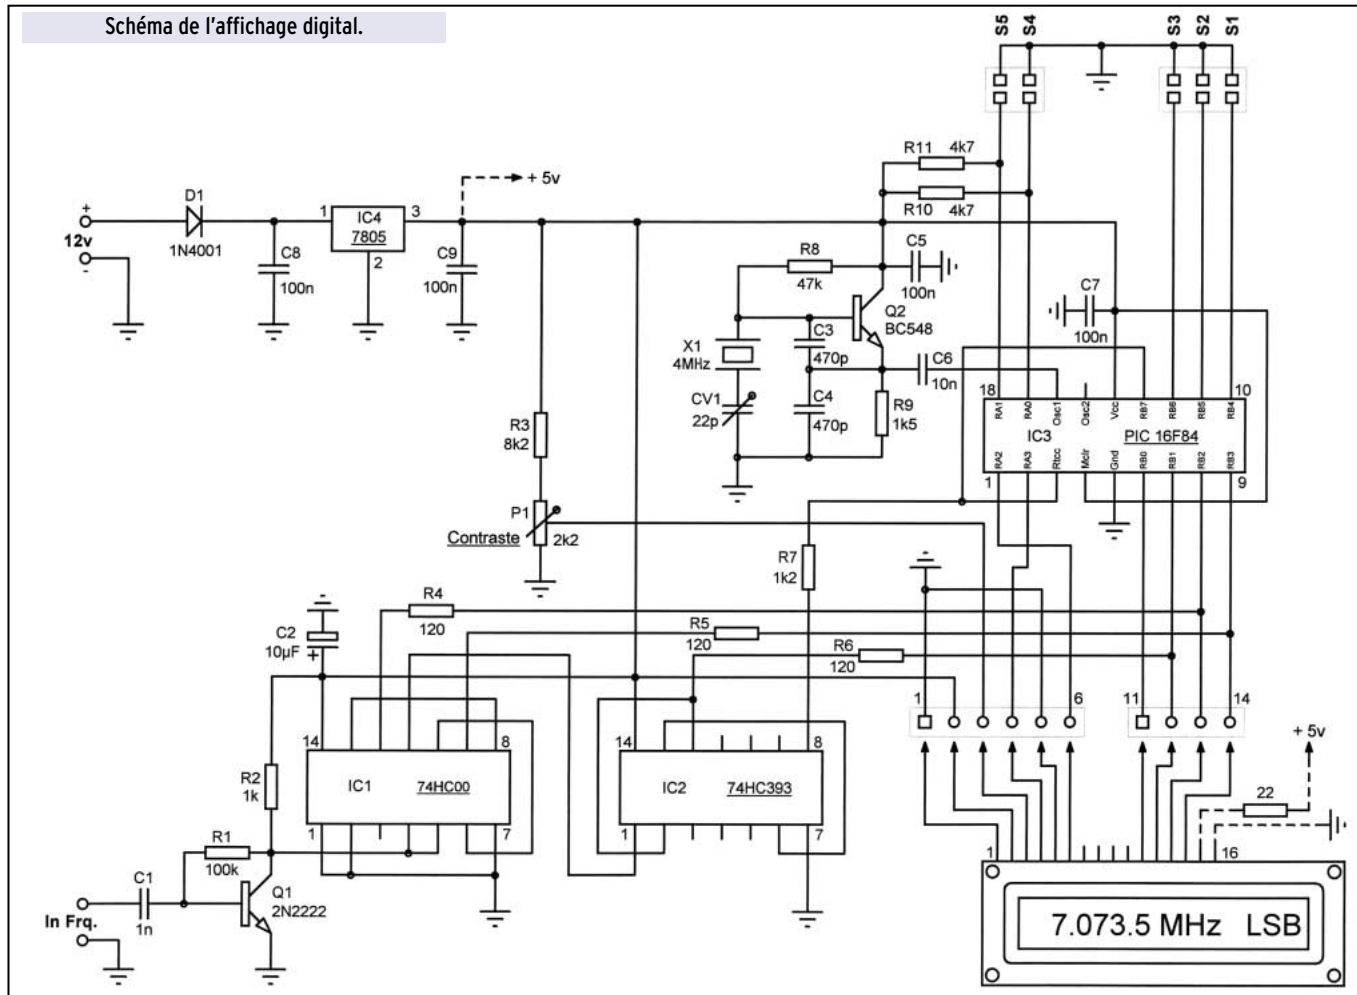 Schéma de l'affichage digital.
S5 S4 S3 S2 S1
R11 4k7
R10 4k7
+ 5v
D1
1N4001
+
12v
-
1 IC4 3
7805
2
C8
100n
C9
100n
R8
47k
C5
100n
Q2
BC548
C7
100n
X1
4MHz
C3
470p
C6
10n
CV1
22p
C4
470p
R9
1k5
18 10
RA1 RA0 Osc1 Osc2 Vcc RB7 RB6 RB5 RB4
IC3 PIC 16F84
RA2 RA3 Rtcc Mclr Gnd RB0 RB1 RB2 RB3
1 9
R3
8k2
P1
Contraste
2k2
R7
1k2
R4
120
R5
120
R6
120
C2
10µF
+
1 6
11 14
+ 5v
22
14 8
IC1 74HC00
1 7
14 8
IC2 74HC393
1 7
R2
1k
R1
100k
C1
1n
In Frq.
Q1
2N2222
1 16
7.073.5 MHz LSB